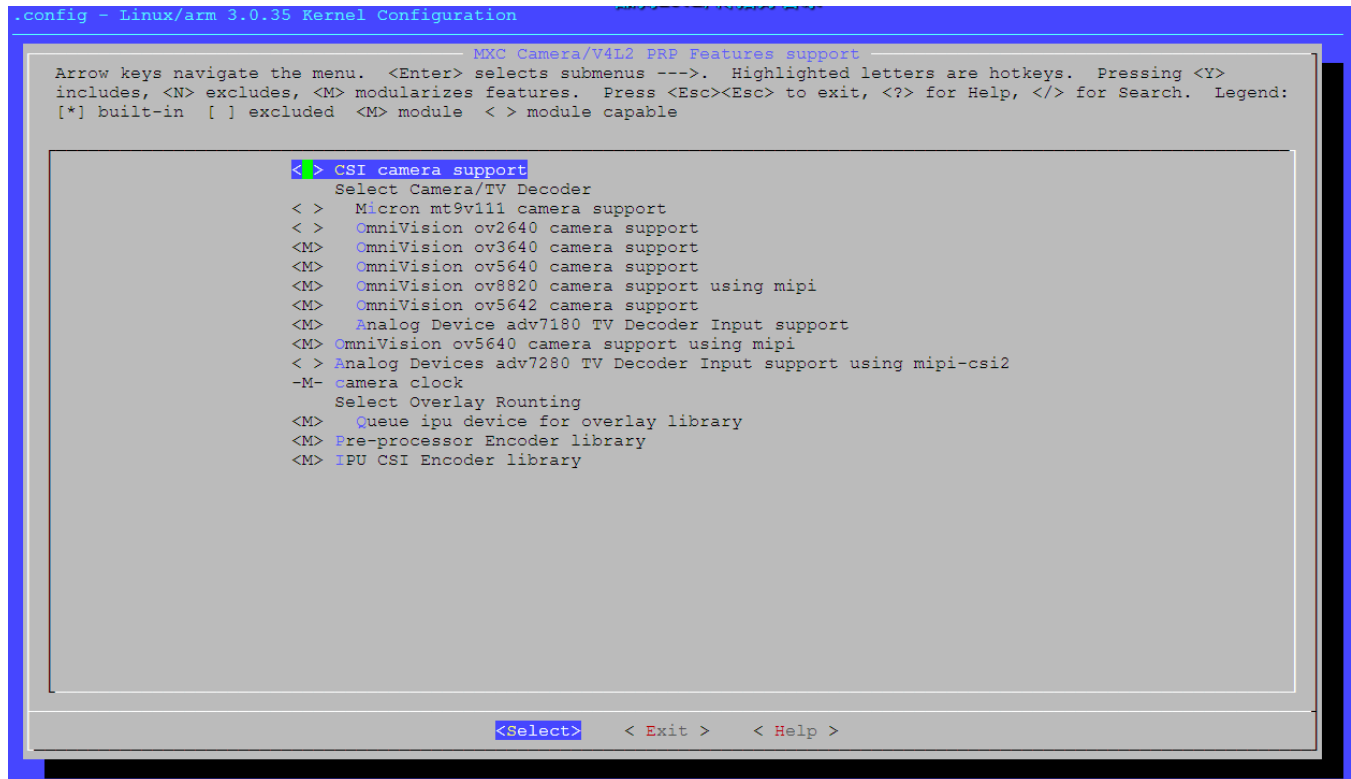 .config - Linux/arm 3.0.35 Kernel Configuration
MXC Camera/V4L2 PRP Features support
Arrow keys navigate the menu. <Enter> selects submenus --->. Highlighted letters are hotkeys. Pressing <Y>
includes, <N> excludes, <M> modularizes features. Press <Esc><Esc> to exit, <?> for Help, </> for Search. Legend:
[*] built-in [ ] excluded <M> module < > module capable
< > CSI camera support
Select Camera/TV Decoder
< > Micron mt9v111 camera support
< > OmniVision ov2640 camera support
<M> OmniVision ov3640 camera support
<M> OmniVision ov5640 camera support
<M> OmniVision ov8820 camera support using mipi
<M> OmniVision ov5642 camera support
<M> Analog Device adv7180 TV Decoder Input support
<M> OmniVision ov5640 camera support using mipi
< > Analog Devices adv7280 TV Decoder Input support using mipi-csi2
-M- camera clock
Select Overlay Rounting
<M> Queue ipu device for overlay library
<M> Pre-processor Encoder library
<M> IPU CSI Encoder library
<Select> < Exit > < Help >